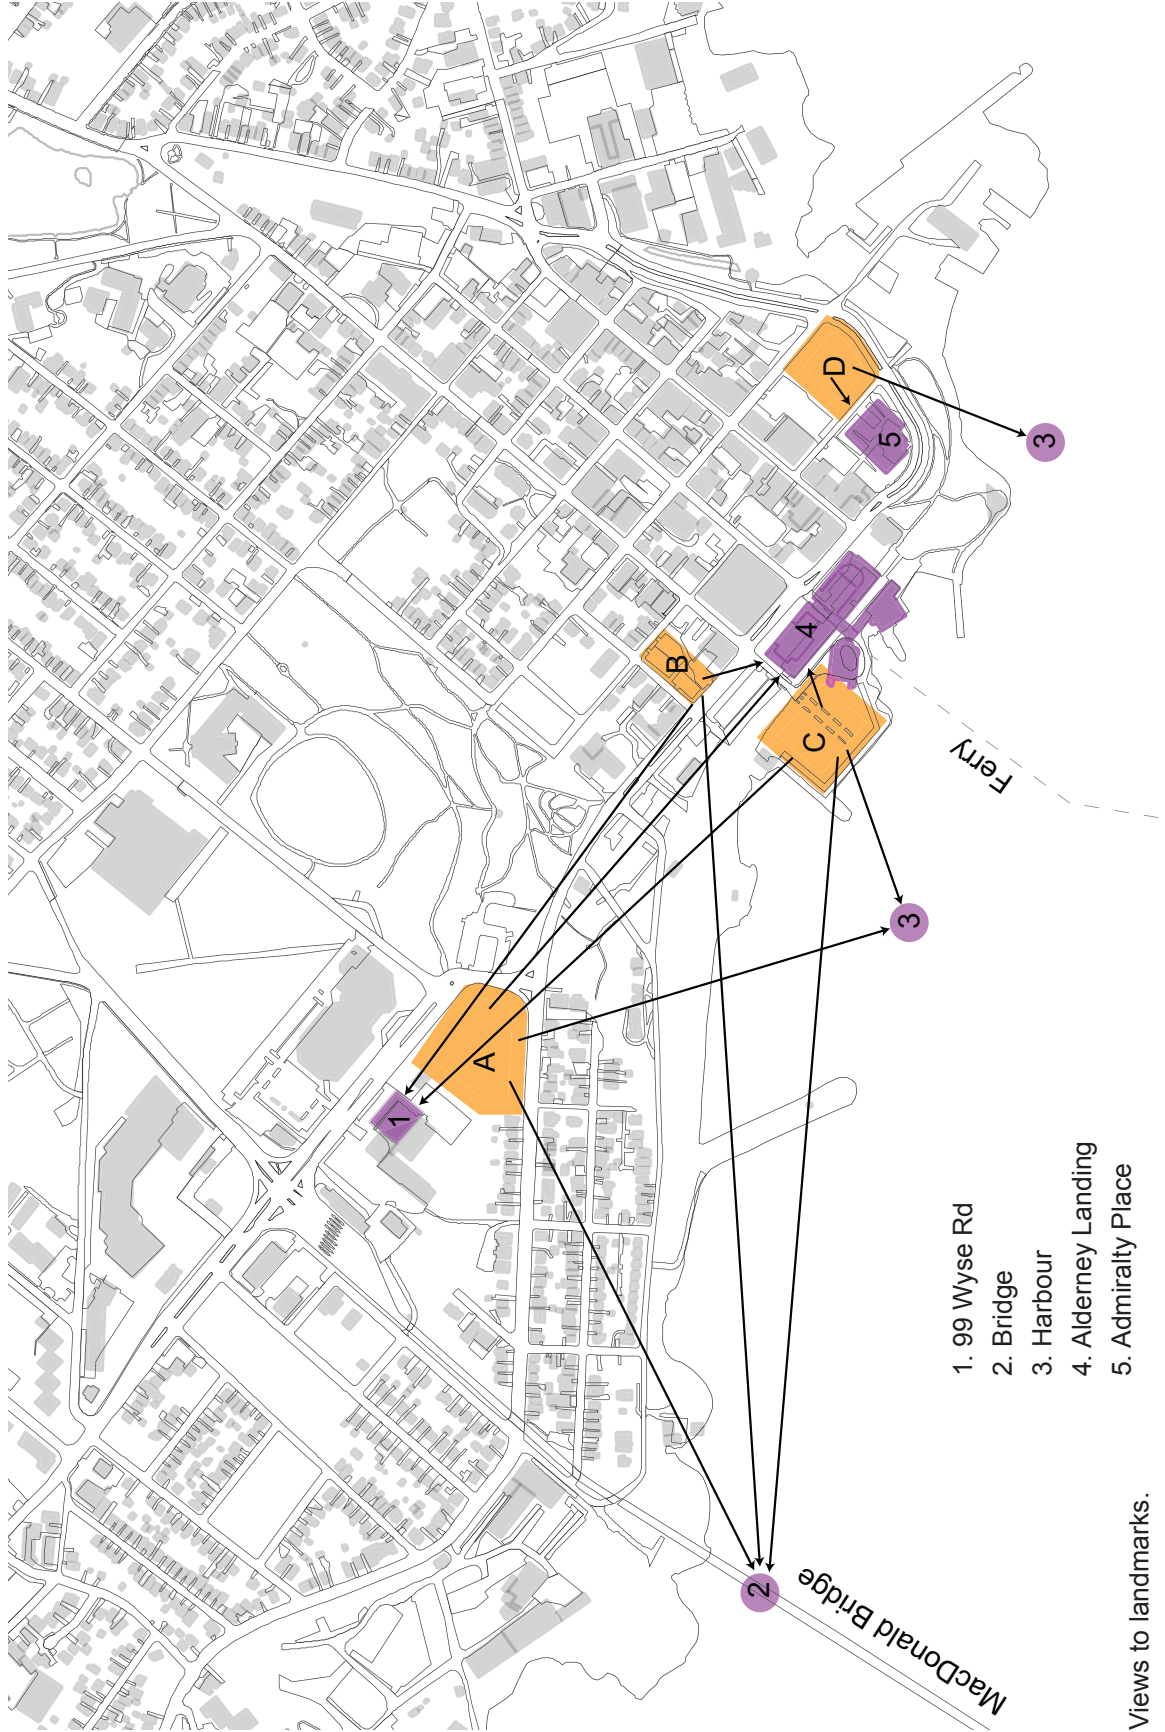 1
A
B
4
C
D
5
3
3
2
Ferry
MacDonald Bridge
1. 99 Wyse Rd
2. Bridge
3. Harbour
4. Alderney Landing
5. Admiralty Place
Views to landmarks.